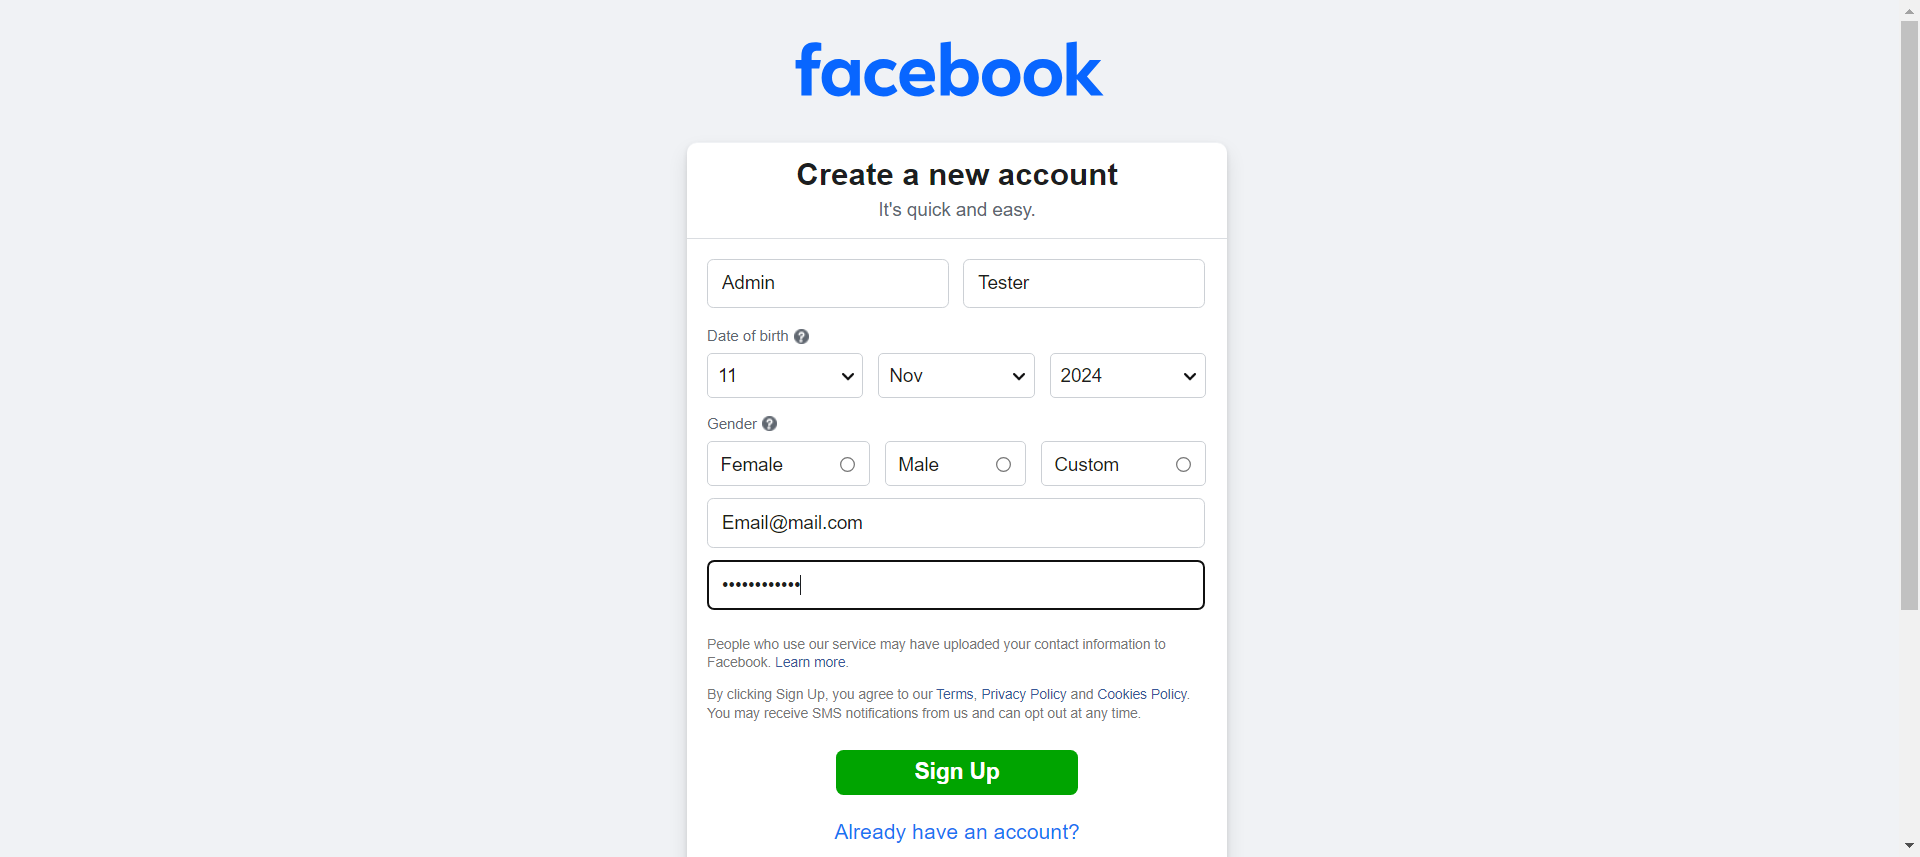 facebook
Create a new account
It's quick and easy.
Admin Tester
Date of birth ?
11 Nov 2024
Gender ?
Female Male Custom
Email@mail.com
••••••••••••
People who use our service may have uploaded your contact information to
Facebook. Learn more.
By clicking Sign Up, you agree to our Terms, Privacy Policy and Cookies Policy.
You may receive SMS notifications from us and can opt out at any time.
Sign Up
Already have an account?